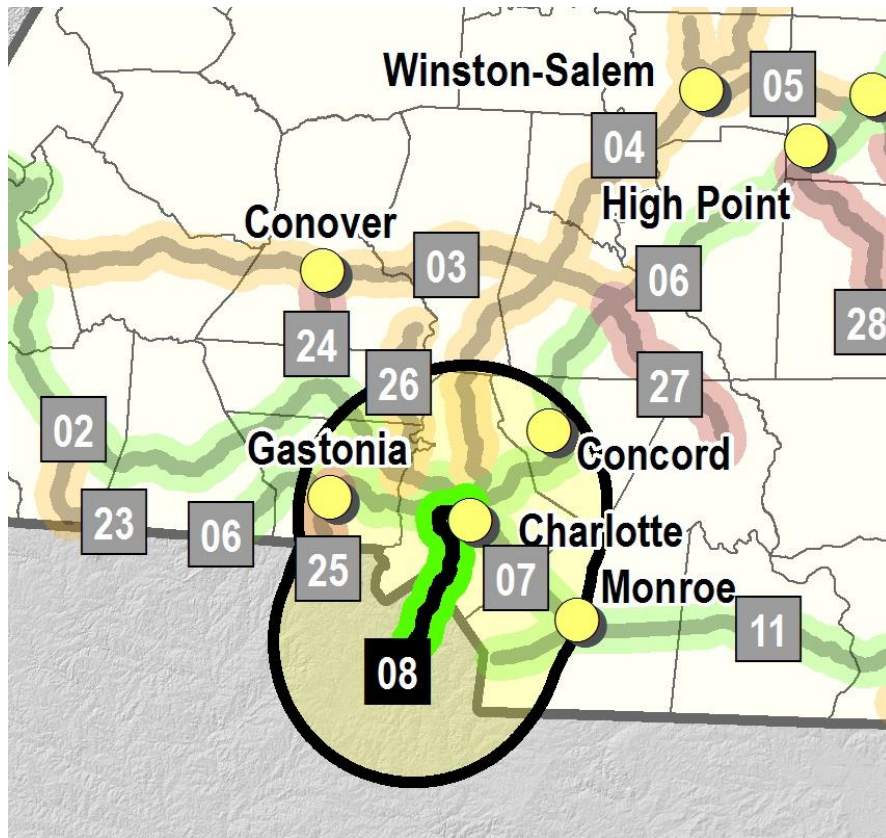 Winston-Salem
05
04
High Point
Conover
03
06
24
28
26
27
02
Gastonia
Concord
23
06
Charlotte
25
07
Monroe
11
08